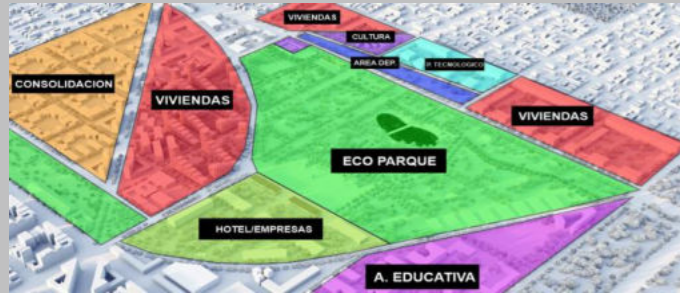 VIVIENDAS
CULTURA
AREA DEP.
P. TECNOLOGICO
CONSOLIDACION
VIVIENDAS
VIVIENDAS
ECO PARQUE
HOTEL/EMPRESAS
A. EDUCATIVA